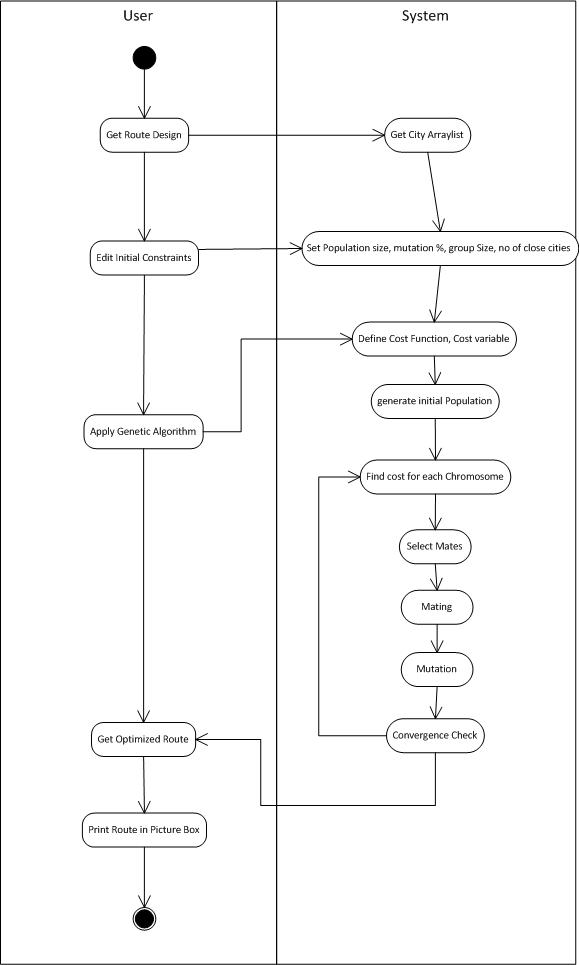 User
System
Get Route Design
Get City Arraylist
Edit Initial Constraints
Set Population size, mutation %, group Size, no of close cities
Define Cost Function, Cost variable
generate initial Population
Apply Genetic Algorithm
Find cost for each Chromosome
Select Mates
Mating
Mutation
Get Optimized Route
Convergence Check
Print Route in Picture Box